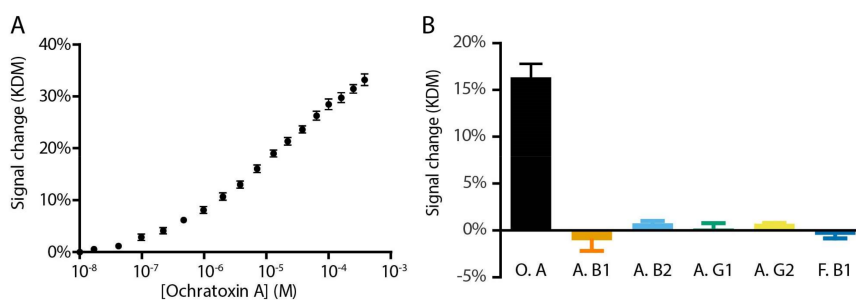 A
Signal change (KDM)
40%
30%
20%
10%
0%
10⁻⁸ 10⁻⁷ 10⁻⁶ 10⁻⁵ 10⁻⁴ 10⁻³
[Ochratoxin A] (M)
B
Signal change (KDM)
20%
15%
10%
5%
0%
-5%
O. A A. B1 A. B2 A. G1 A. G2 F. B1